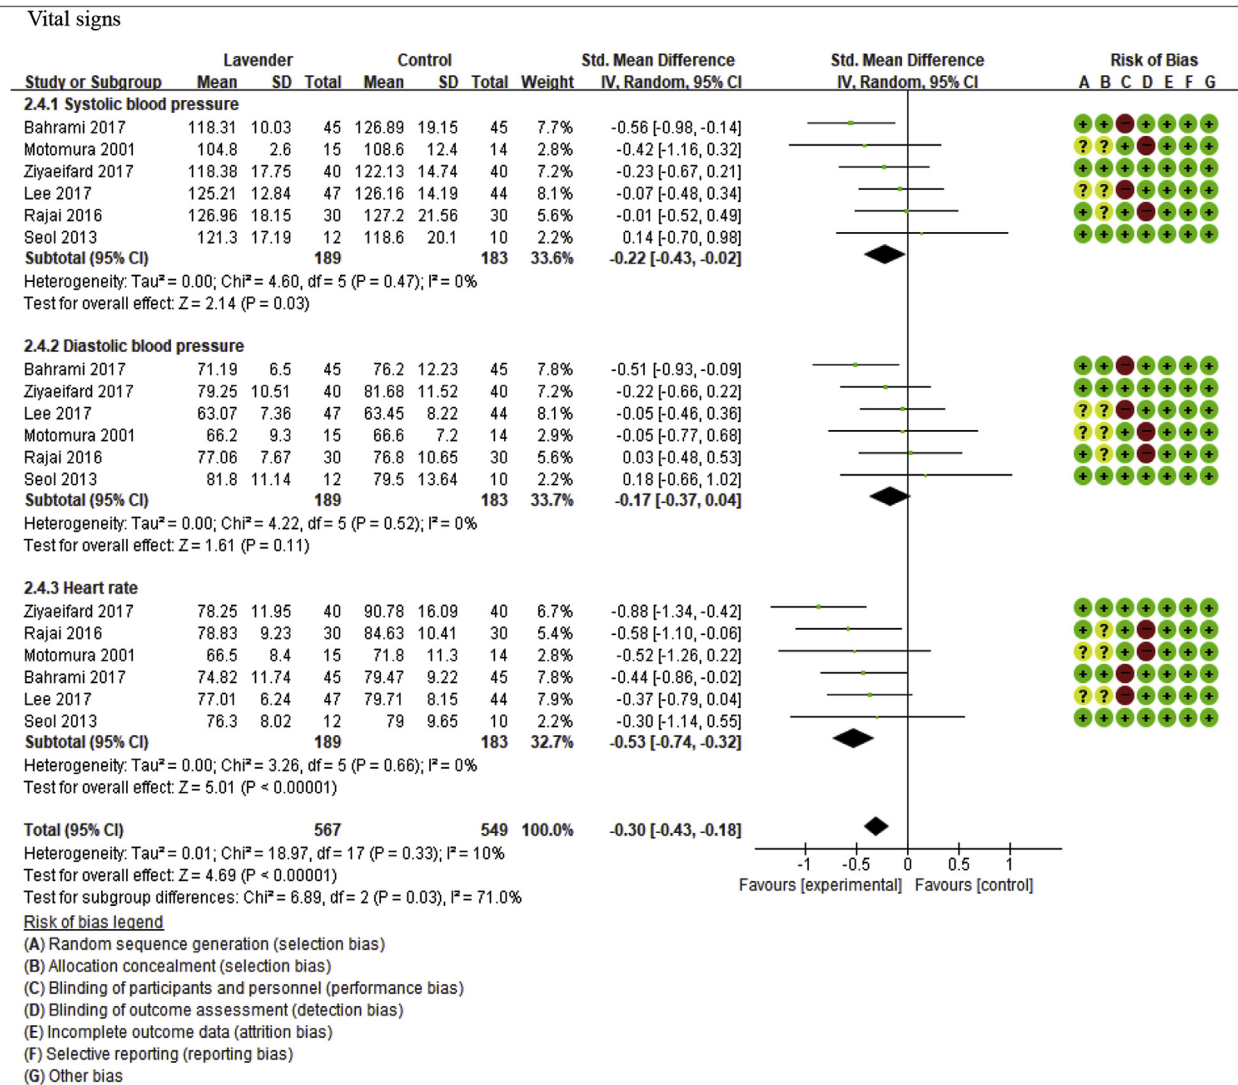 Vital signs
Lavender Control Std. Mean Difference Std. Mean Difference Risk of Bias
Study or Subgroup Mean SD Total Mean SD Total Weight IV, Random, 95% CI IV, Random, 95% CI A B C D E F G
2.4.1 Systolic blood pressure
Bahrami 2017 118.31 10.03 45 126.89 19.15 45 7.7% -0.56 [-0.98, -0.14] + + − + + + +
Motomura 2001 104.8 2.6 15 108.6 12.4 14 2.8% -0.42 [-1.16, 0.32] ? ? + − + + +
Ziyaeifard 2017 118.38 17.75 40 122.13 14.74 40 7.2% -0.23 [-0.67, 0.21] + + + + + + +
Lee 2017 125.21 12.84 47 126.16 14.19 44 8.1% -0.07 [-0.48, 0.34] ? ? − + + + +
Rajai 2016 126.96 18.15 30 127.2 21.56 30 5.6% -0.01 [-0.52, 0.49] + ? + − + + +
Seol 2013 121.3 17.19 12 118.6 20.1 10 2.2% 0.14 [-0.70, 0.98] + + + + + + +
Subtotal (95% CI) 189 183 33.6% -0.22 [-0.43, -0.02]
Heterogeneity: Tau² = 0.00; Chi² = 4.60, df = 5 (P = 0.47); I² = 0%
Test for overall effect: Z = 2.14 (P = 0.03)
2.4.2 Diastolic blood pressure
Bahrami 2017 71.19 6.5 45 76.2 12.23 45 7.8% -0.51 [-0.93, -0.09] + + − + + + +
Ziyaeifard 2017 79.25 10.51 40 81.68 11.52 40 7.2% -0.22 [-0.66, 0.22] + + + + + + +
Lee 2017 63.07 7.36 47 63.45 8.22 44 8.1% -0.05 [-0.46, 0.36] ? ? − + + + +
Motomura 2001 66.2 9.3 15 66.6 7.2 14 2.9% -0.05 [-0.77, 0.68] ? ? + − + + +
Rajai 2016 77.06 7.67 30 76.8 10.65 30 5.6% 0.03 [-0.48, 0.53] + ? + − + + +
Seol 2013 81.8 11.14 12 79.5 13.64 10 2.2% 0.18 [-0.66, 1.02] + + + + + + +
Subtotal (95% CI) 189 183 33.7% -0.17 [-0.37, 0.04]
Heterogeneity: Tau² = 0.00; Chi² = 4.22, df = 5 (P = 0.52); I² = 0%
Test for overall effect: Z = 1.61 (P = 0.11)
2.4.3 Heart rate
Ziyaeifard 2017 78.25 11.95 40 90.78 16.09 40 6.7% -0.88 [-1.34, -0.42] + + + + + + +
Rajai 2016 78.83 9.23 30 84.63 10.41 30 5.4% -0.58 [-1.10, -0.06] + ? + − + + +
Motomura 2001 66.5 8.4 15 71.8 11.3 14 2.8% -0.52 [-1.26, 0.22] ? ? + − + + +
Bahrami 2017 74.82 11.74 45 79.47 9.22 45 7.8% -0.44 [-0.86, -0.02] + + − + + + +
Lee 2017 77.01 6.24 47 79.71 8.15 44 7.9% -0.37 [-0.79, 0.04] ? ? − + + + +
Seol 2013 76.3 8.02 12 79 9.65 10 2.2% -0.30 [-1.14, 0.55] + + + + + + +
Subtotal (95% CI) 189 183 32.7% -0.53 [-0.74, -0.32]
Heterogeneity: Tau² = 0.00; Chi² = 3.26, df = 5 (P = 0.66); I² = 0%
Test for overall effect: Z = 5.01 (P < 0.00001)
Total (95% CI) 567 549 100.0% -0.30 [-0.43, -0.18]
Heterogeneity: Tau² = 0.01; Chi² = 18.97, df = 17 (P = 0.33); I² = 10%
Test for overall effect: Z = 4.69 (P < 0.00001)
Test for subgroup differences: Chi² = 6.89, df = 2 (P = 0.03), I² = 71.0%
-1 -0.5 0 0.5 1
Favours [experimental] Favours [control]
Risk of bias legend
(A) Random sequence generation (selection bias)
(B) Allocation concealment (selection bias)
(C) Blinding of participants and personnel (performance bias)
(D) Blinding of outcome assessment (detection bias)
(E) Incomplete outcome data (attrition bias)
(F) Selective reporting (reporting bias)
(G) Other bias